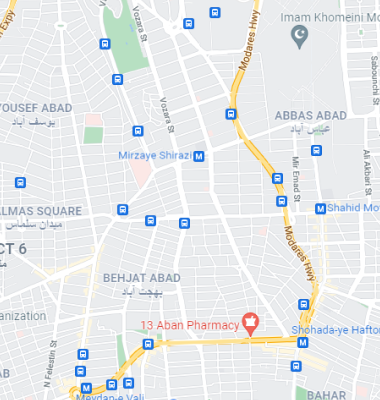 Expy
Vozara St
Modares Hwy
Imam Khomeini Mo
Sabounchi St
YOUSEF ABAD
یوسف آباد
Vozara St
ABBAS ABAD
عباس آباد
Mirzaye Shirazi
Mir Emad St
Ali Akbari St
ALMAS SQUARE
میدان سلماس
Shahid Mo
CT 6
Modares Hwy
BEHJAT ABAD
بهجت آباد
anization
13 Aban Pharmacy
Shohada-ye Hafton
N Felestin St
AB
Meydan-e Vali
BAHAR